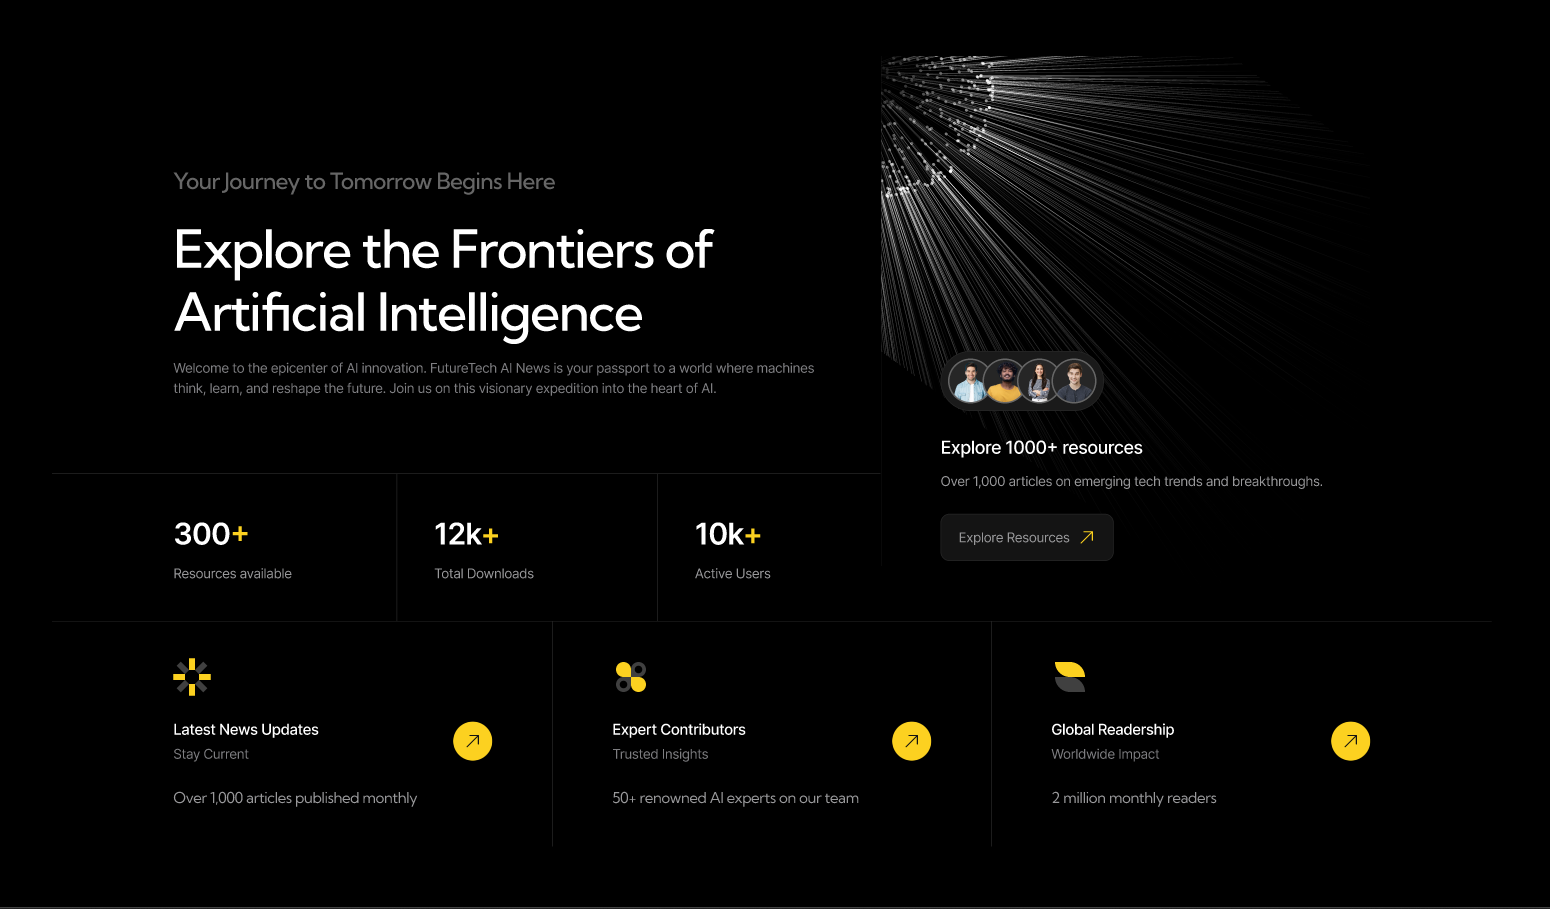 Your Journey to Tomorrow Begins Here
Explore the Frontiers of
Artificial Intelligence
Welcome to the epicenter of AI innovation. FutureTech AI News is your passport to a world where machines
think, learn, and reshape the future. Join us on this visionary expedition into the heart of AI.
Explore 1000+ resources
Over 1,000 articles on emerging tech trends and breakthroughs.
Explore Resources
300+
Resources available
12k+
Total Downloads
10k+
Active Users
Latest News Updates
Stay Current
Over 1,000 articles published monthly
Expert Contributors
Trusted Insights
50+ renowned AI experts on our team
Global Readership
Worldwide Impact
2 million monthly readers